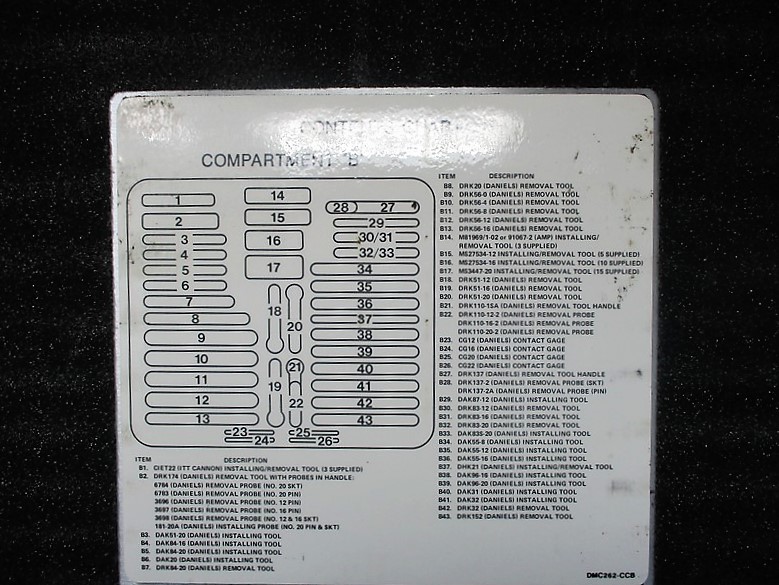 COMPARTMENT "B"
1
2
3
4
5
6
7
8
9
10
11
12
13
14
15
16
17
18
19
20
21
22
23
24
25
26
28 27
29
30/31
32/33
34
35
36
37
38
39
40
41
42
43
ITEM DESCRIPTION
B1. CIET22 (ITT CANNON) INSTALLING/REMOVAL TOOL (3 SUPPLIED)
B2. DRK174 (DANIELS) REMOVAL TOOL WITH PROBES IN HANDLE:
6784 (DANIELS) REMOVAL PROBE (NO. 20 SKT)
6783 (DANIELS) REMOVAL PROBE (NO. 20 PIN)
3696 (DANIELS) REMOVAL PROBE (NO. 12 PIN)
3697 (DANIELS) REMOVAL PROBE (NO. 16 PIN)
3698 (DANIELS) REMOVAL PROBE (NO. 12 & 16 SKT)
181-20A (DANIELS) INSTALLING PROBE (NO. 20 PIN & SKT)
B3. DAK51-20 (DANIELS) INSTALLING TOOL
B4. DAK84-16 (DANIELS) INSTALLING TOOL
B5. DAK84-20 (DANIELS) INSTALLING TOOL
B6. DAK20 (DANIELS) INSTALLING TOOL
B7. DRK84-20 (DANIELS) REMOVAL TOOL
ITEM DESCRIPTION
B8. DRK20 (DANIELS) REMOVAL TOOL
B9. DRK56-0 (DANIELS) REMOVAL TOOL
B10. DRK56-4 (DANIELS) REMOVAL TOOL
B11. DRK56-8 (DANIELS) REMOVAL TOOL
B12. DRK56-12 (DANIELS) REMOVAL TOOL
B13. DRK56-16 (DANIELS) REMOVAL TOOL
B14. M81969/1-02 or 91067-2 (AMP) INSTALLING/
REMOVAL TOOL (3 SUPPLIED)
B15. MS27534-12 INSTALLING/REMOVAL TOOL (5 SUPPLIED)
B16. MS27534-16 INSTALLING/REMOVAL TOOL (10 SUPPLIED)
B17. MS3447-20 INSTALLING/REMOVAL TOOL (15 SUPPLIED)
B18. DRK51-12 (DANIELS) REMOVAL TOOL
B19. DRK51-16 (DANIELS) REMOVAL TOOL
B20. DRK51-20 (DANIELS) REMOVAL TOOL
B21. DRK110-1SA (DANIELS) REMOVAL TOOL HANDLE
B22. DRK110-12-2 (DANIELS) REMOVAL PROBE
DRK110-16-2 (DANIELS) REMOVAL PROBE
DRK110-20-2 (DANIELS) REMOVAL PROBE
B23. CG12 (DANIELS) CONTACT GAGE
B24. CG16 (DANIELS) CONTACT GAGE
B25. CG20 (DANIELS) CONTACT GAGE
B26. CG22 (DANIELS) CONTACT GAGE
B27. DRK137 (DANIELS) REMOVAL TOOL HANDLE
B28. DRK137-2 (DANIELS) REMOVAL PROBE (SKT)
DRK137-2A (DANIELS) REMOVAL PROBE (PIN)
B29. DAK87-12 (DANIELS) INSTALLING TOOL
B30. DRK83-12 (DANIELS) REMOVAL TOOL
B31. DRK83-16 (DANIELS) REMOVAL TOOL
B32. DRK83-20 (DANIELS) REMOVAL TOOL
B33. DAK83S-20 (DANIELS) INSTALLING TOOL
B34. DAK55-8 (DANIELS) INSTALLING TOOL
B35. DAK55-12 (DANIELS) INSTALLING TOOL
B36. DAK55-16 (DANIELS) INSTALLING TOOL
B37. DHK21 (DANIELS) INSTALLING/REMOVAL TOOL
B38. DAK96-16 (DANIELS) INSTALLING TOOL
B39. DAK96-20 (DANIELS) INSTALLING TOOL
B40. DAK31 (DANIELS) INSTALLING TOOL
B41. DAK32 (DANIELS) INSTALLING TOOL
B42. DRK32 (DANIELS) REMOVAL TOOL
B43. DRK152 (DANIELS) REMOVAL TOOL
DMC262-CCB